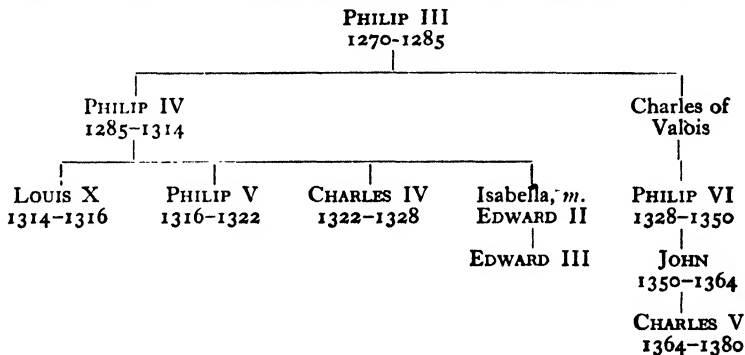 PHILIP III
1270-1285
PHILIP IV
1285-1314
Charles of
Valois
LOUIS X
1314-1316
PHILIP V
1316-1322
CHARLES IV
1322-1328
Isabella, m.
EDWARD II
PHILIP VI
1328-1350
EDWARD III
JOHN
1350-1364
CHARLES V
1364-1380